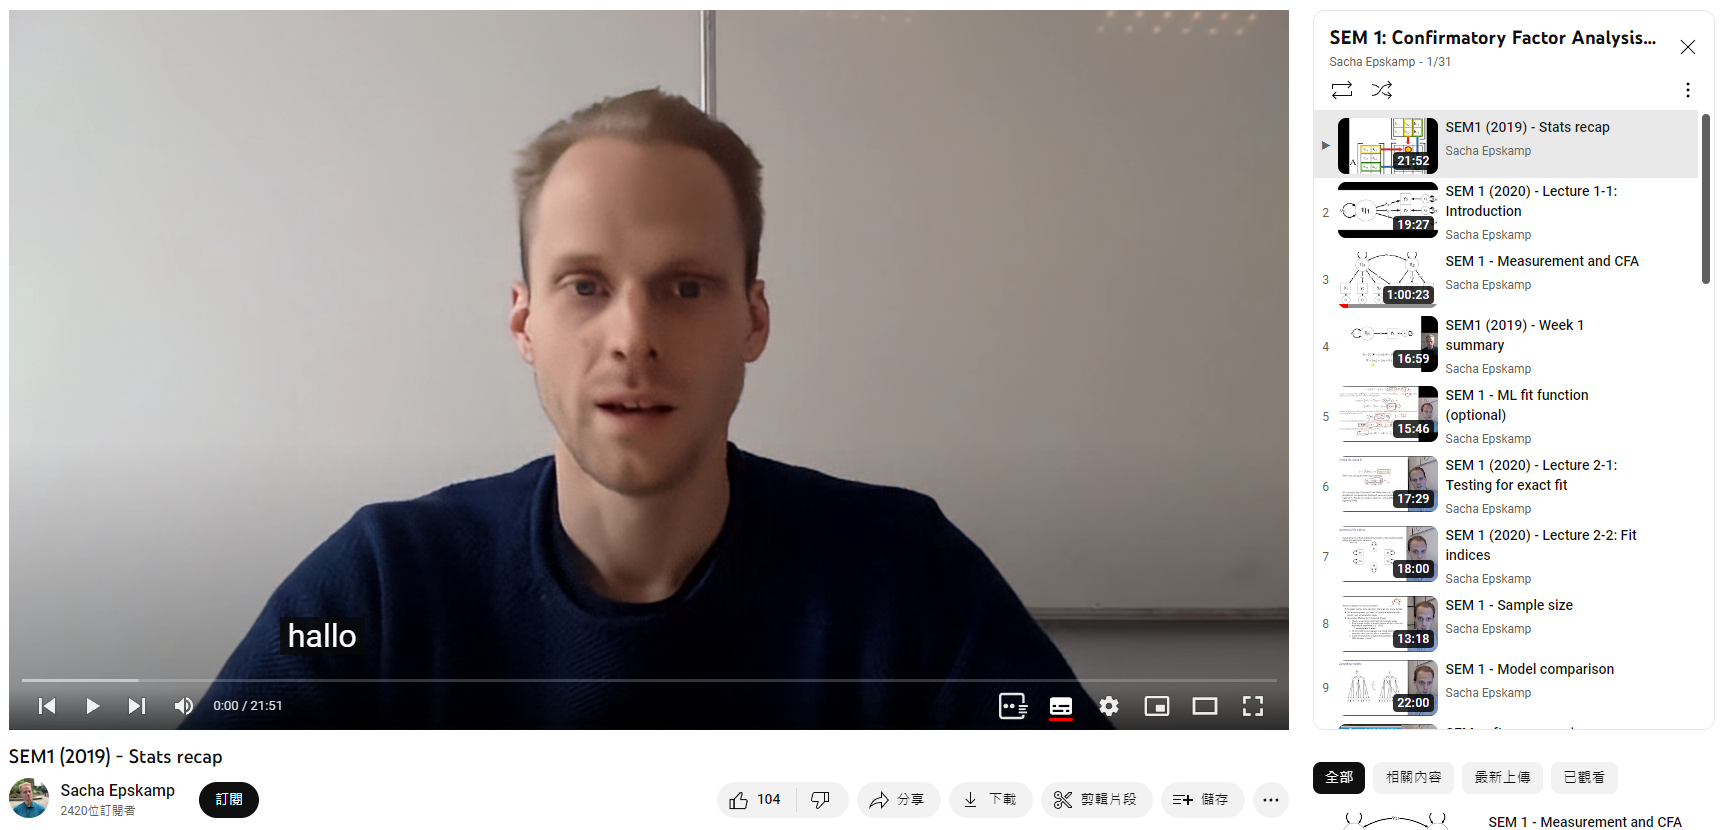 hallo
0:00 / 21:51
SEM1 (2019) - Stats recap
Sacha Epskamp
2420位訂閱者
訂閱
104
分享
下載
剪輯片段
儲存
SEM 1: Confirmatory Factor Analysis...
Sacha Epskamp - 1/31
21:52
SEM1 (2019) - Stats recap
Sacha Epskamp
2
19:27
SEM 1 (2020) - Lecture 1-1:
Introduction
Sacha Epskamp
3
1:00:23
SEM 1 - Measurement and CFA
Sacha Epskamp
4
16:59
SEM1 (2019) - Week 1
summary
Sacha Epskamp
5
15:46
SEM 1 - ML fit function
(optional)
Sacha Epskamp
6
17:29
SEM 1 (2020) - Lecture 2-1:
Testing for exact fit
Sacha Epskamp
7
18:00
SEM 1 (2020) - Lecture 2-2: Fit
indices
Sacha Epskamp
8
13:18
SEM 1 - Sample size
Sacha Epskamp
9
22:00
SEM 1 - Model comparison
Sacha Epskamp
全部
相關內容
最新上傳
已觀看
SEM 1 - Measurement and CFA